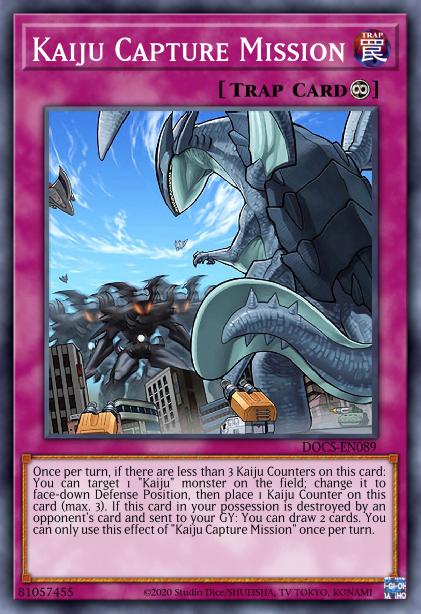 KAIJU CAPTURE MISSION
TRAP
罠
[TRAP CARD]
DOCS-EN089
Once per turn, if there are less than 3 Kaiju Counters on this card:
You can target 1 "Kaiju" monster on the field; change it to
face-down Defense Position, then place 1 Kaiju Counter on this
card (max. 3). If this card in your possession is destroyed by an
opponent's card and sent to your GY: You can draw 2 cards. You
can only use this effect of "Kaiju Capture Mission" once per turn.
81057455
©2020 Studio Dice/SHUEISHA, TV TOKYO, KONAMI